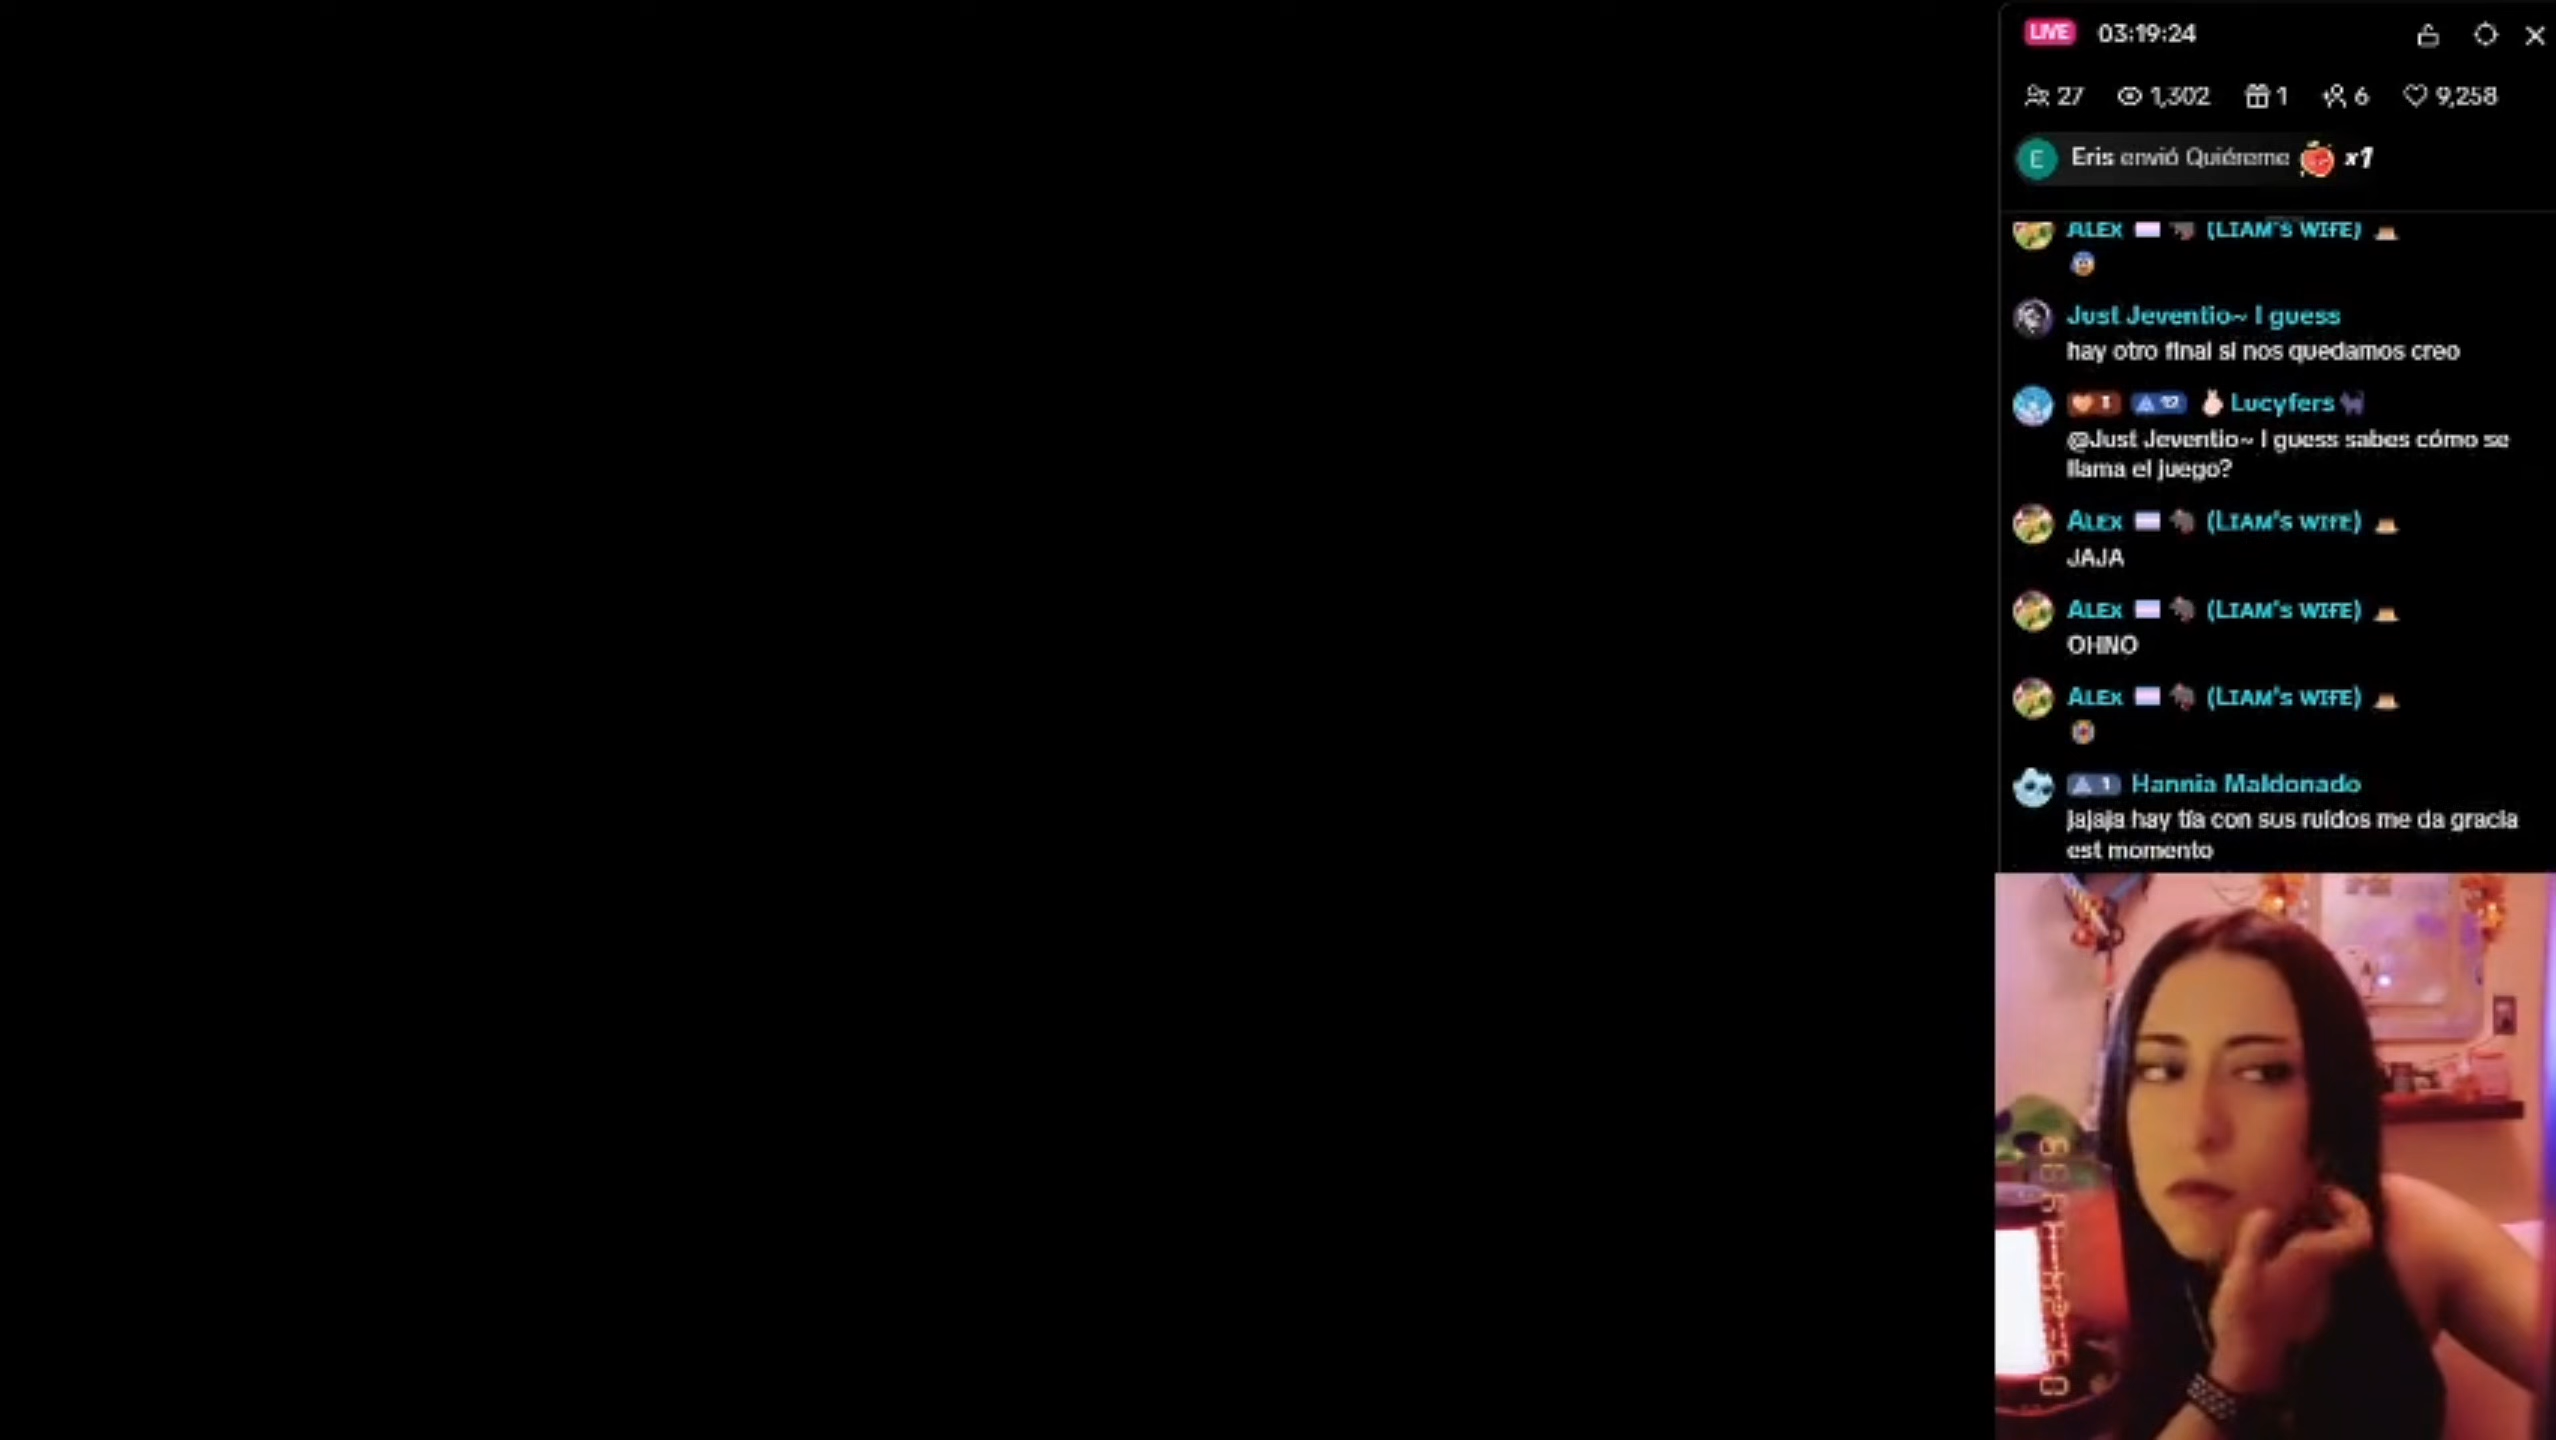 LIVE 03:19:24
27 1,302 1 6 9,258
E Eris envió Quiéreme x1
ALEX (LIAM'S WIFE)
Just Jeventio~ I guess
hay otro final si nos quedamos creo
1 Lucyfers
@Just Jeventio~ I guess sabes cómo se
llama el juego?
ALEX (LIAM'S WIFE)
JAJA
ALEX (LIAM'S WIFE)
OHNO
ALEX (LIAM'S WIFE)
1 Hannia Maldonado
jajaja hay tía con sus ruidos me da gracia
est momento